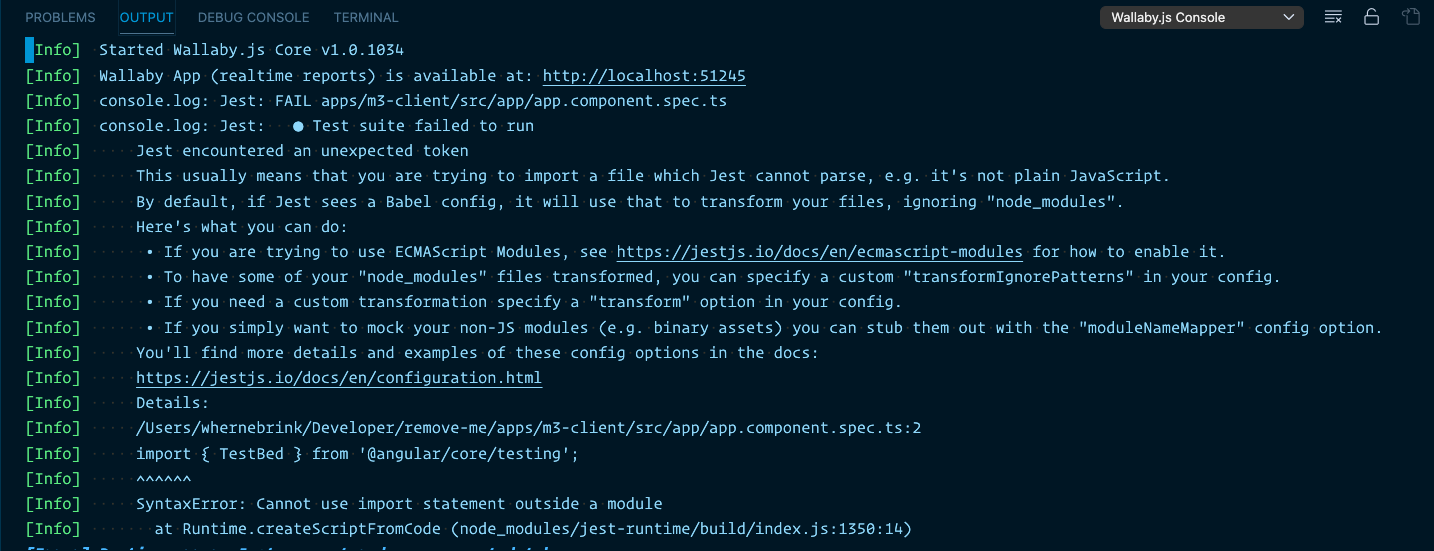 PROBLEMS OUTPUT DEBUG CONSOLE TERMINAL Wallaby.js Console
[Info] Started Wallaby.js Core v1.0.1034
[Info] Wallaby App (realtime reports) is available at: http://localhost:51245
[Info] console.log: Jest: FAIL apps/m3-client/src/app/app.component.spec.ts
[Info] console.log: Jest: ● Test suite failed to run
[Info] Jest encountered an unexpected token
[Info] This usually means that you are trying to import a file which Jest cannot parse, e.g. it's not plain JavaScript.
[Info] By default, if Jest sees a Babel config, it will use that to transform your files, ignoring "node_modules".
[Info] Here's what you can do:
[Info] • If you are trying to use ECMAScript Modules, see https://jestjs.io/docs/en/ecmascript-modules for how to enable it.
[Info] • To have some of your "node_modules" files transformed, you can specify a custom "transformIgnorePatterns" in your config.
[Info] • If you need a custom transformation specify a "transform" option in your config.
[Info] • If you simply want to mock your non-JS modules (e.g. binary assets) you can stub them out with the "moduleNameMapper" config option.
[Info] You'll find more details and examples of these config options in the docs:
[Info] https://jestjs.io/docs/en/configuration.html
[Info] Details:
[Info] /Users/whernebrink/Developer/remove-me/apps/m3-client/src/app/app.component.spec.ts:2
[Info] import { TestBed } from '@angular/core/testing';
[Info] ^^^^^^
[Info] SyntaxError: Cannot use import statement outside a module
[Info] at Runtime.createScriptFromCode (node_modules/jest-runtime/build/index.js:1350:14)